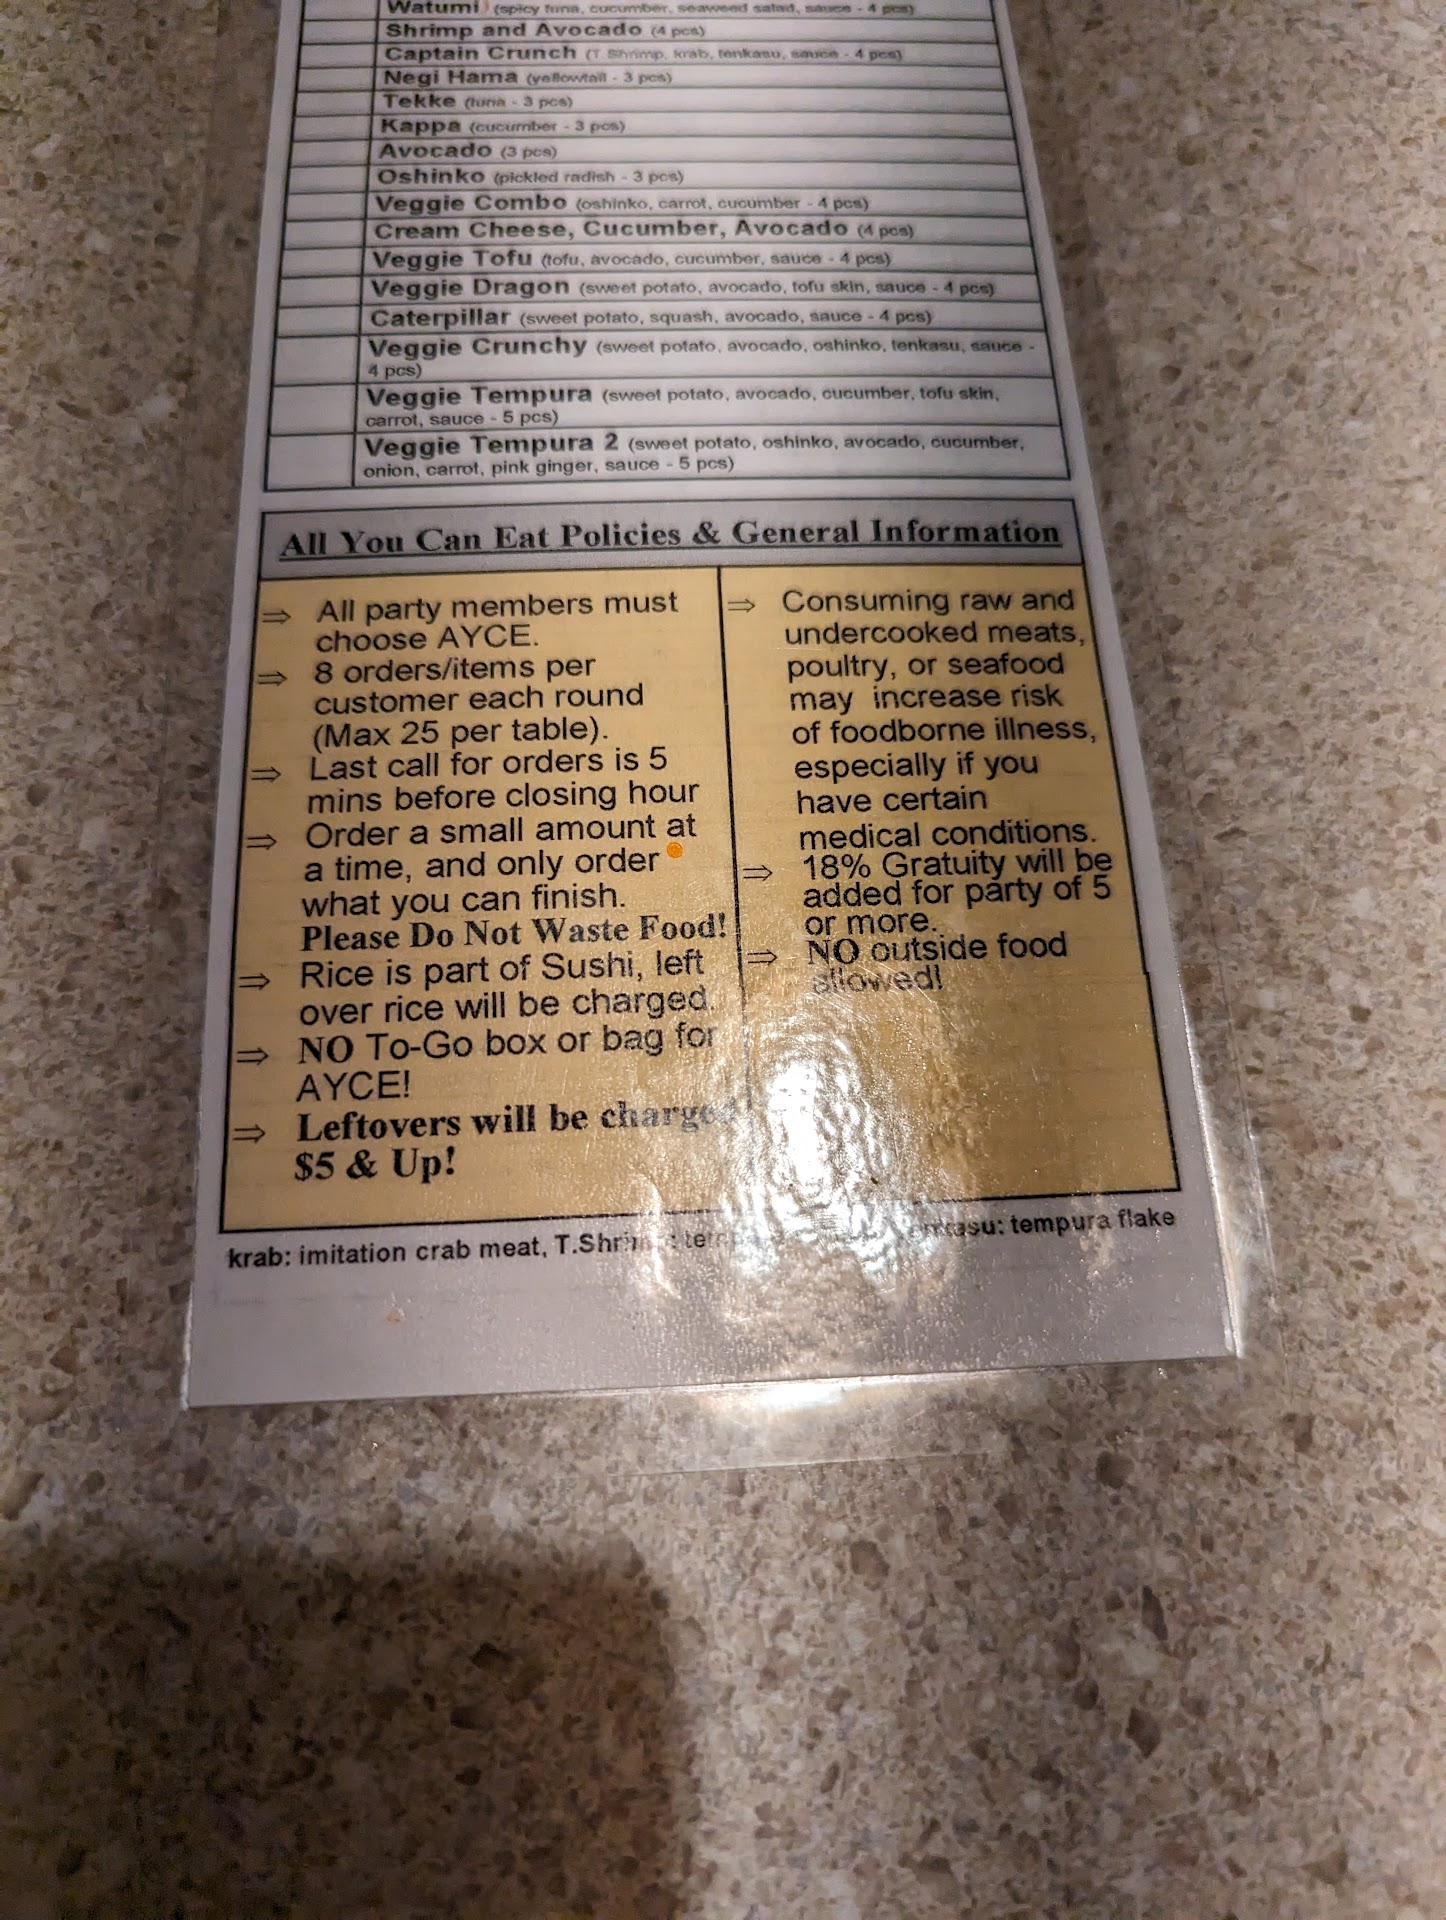 Watumi (spicy tuna, cucumber, seaweed salad, sauce - 4 pcs)
Shrimp and Avocado (4 pcs)
Captain Crunch (T. Shrimp, krab, tenkasu, sauce - 4 pcs)
Negi Hama (yellowtail - 3 pcs)
Tekke (tuna - 3 pcs)
Kappa (cucumber - 3 pcs)
Avocado (3 pcs)
Oshinko (pickled radish - 3 pcs)
Veggie Combo (oshinko, carrot, cucumber - 4 pcs)
Cream Cheese, Cucumber, Avocado (4 pcs)
Veggie Tofu (tofu, avocado, cucumber, sauce - 4 pcs)
Veggie Dragon (sweet potato, avocado, tofu skin, sauce - 4 pcs)
Caterpillar (sweet potato, squash, avocado, sauce - 4 pcs)
Veggie Crunchy (sweet potato, avocado, oshinko, tenkasu, sauce -
4 pcs)
Veggie Tempura (sweet potato, avocado, cucumber, tofu skin,
carrot, sauce - 5 pcs)
Veggie Tempura 2 (sweet potato, oshinko, avocado, cucumber,
onion, carrot, pink ginger, sauce - 5 pcs)
All You Can Eat Policies & General Information
⇒ All party members must
choose AYCE.
⇒ 8 orders/items per
customer each round
(Max 25 per table).
⇒ Last call for orders is 5
mins before closing hour
⇒ Order a small amount at
a time, and only order
what you can finish.
Please Do Not Waste Food!
⇒ Rice is part of Sushi, left
over rice will be charged.
⇒ NO To-Go box or bag for
AYCE!
⇒ Leftovers will be charged
$5 & Up!
⇒ Consuming raw and
undercooked meats,
poultry, or seafood
may increase risk
of foodborne illness,
especially if you
have certain
medical conditions.
⇒ 18% Gratuity will be
added for party of 5
or more.
⇒ NO outside food
allowed!
krab: imitation crab meat, T.Shrimp: tenkasu: tempura flake